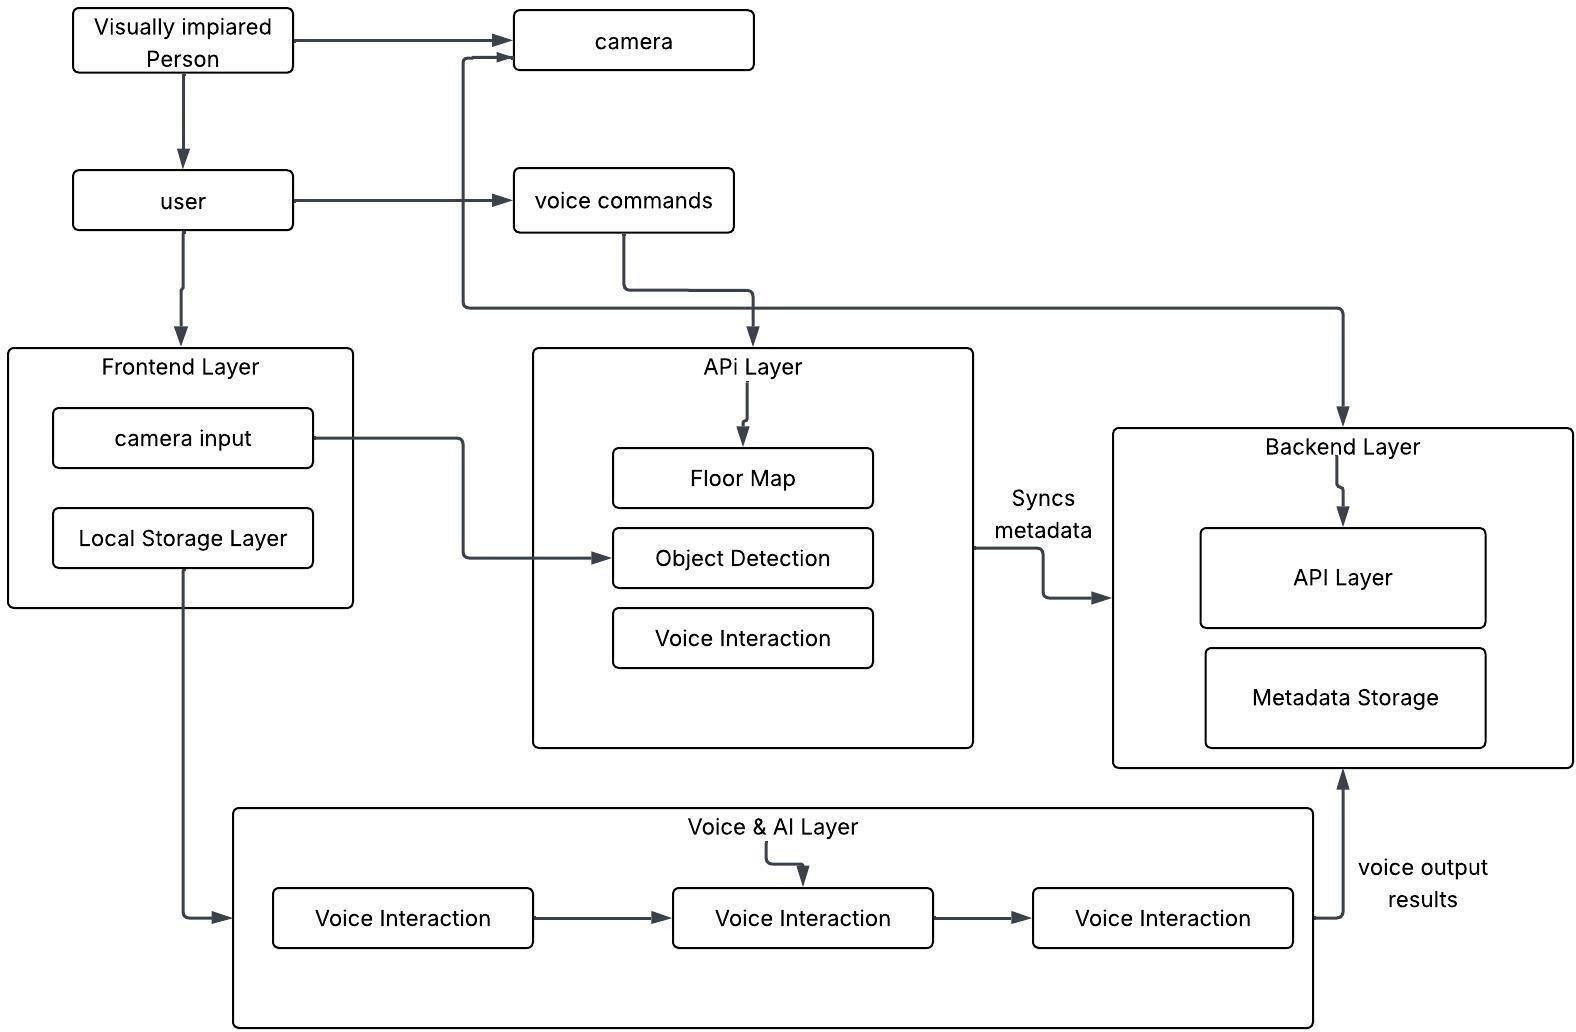 Visually impiared
Person
camera
user
voice commands
Frontend Layer
camera input
Local Storage Layer
APi Layer
Floor Map
Object Detection
Voice Interaction
Syncs
metadata
Backend Layer
API Layer
Metadata Storage
Voice & AI Layer
Voice Interaction
Voice Interaction
Voice Interaction
voice output
results